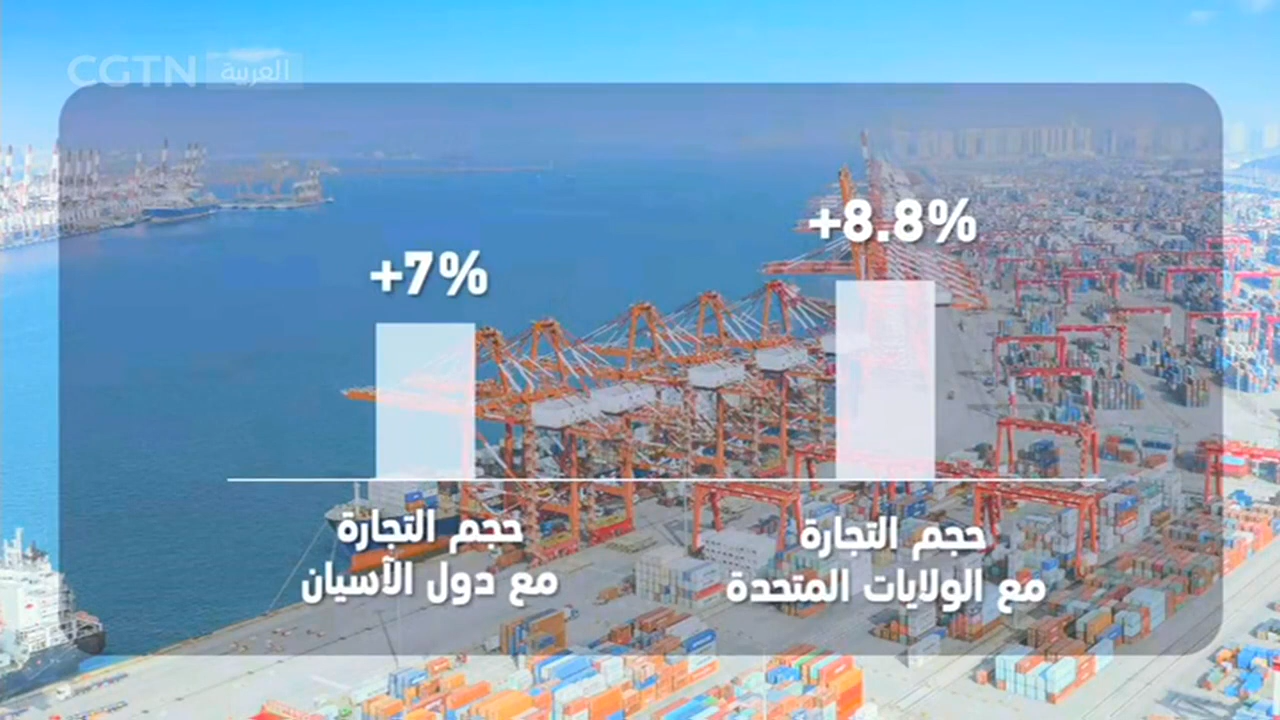 CGTN العربية
+8.8%
+7%
حجم التجارة
مع الولايات المتحدة
حجم التجارة
مع دول الآسيان